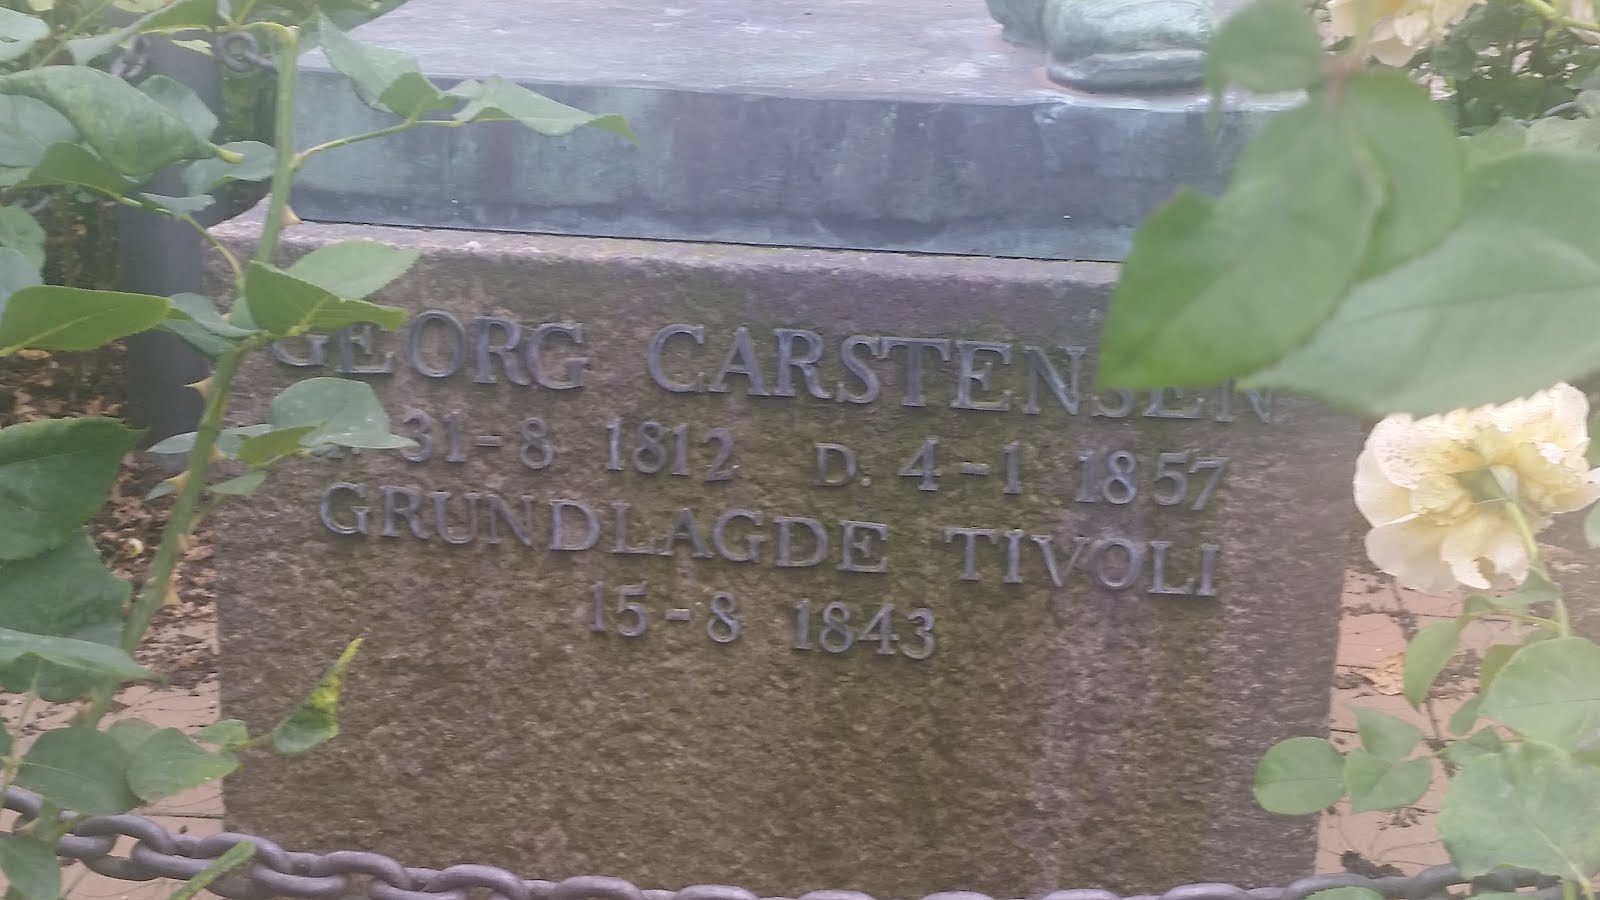 GEORG CARSTENSEN
31-8 1812 D. 4-1 1857
GRUNDLAGDE TIVOLI
15-8 1843